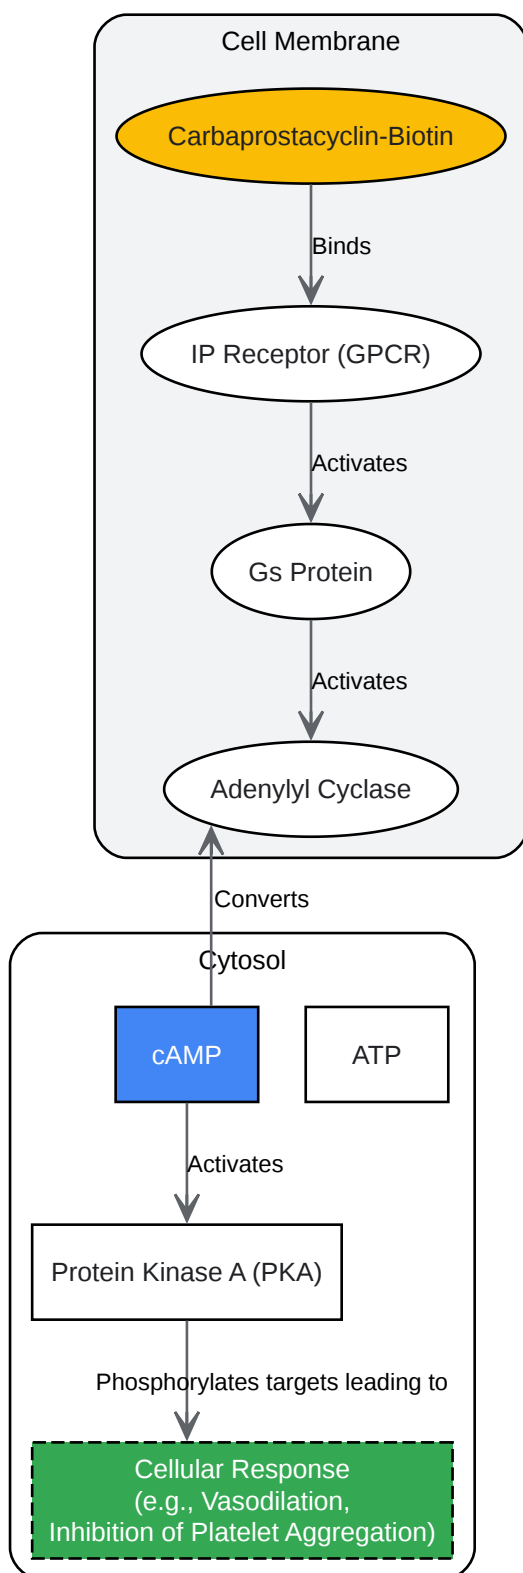 Cell Membrane
Carbaprostacyclin-Biotin
Binds
IP Receptor (GPCR)
Activates
Gs Protein
Activates
Adenylyl Cyclase
Converts
Cytosol
cAMP
ATP
Activates
Protein Kinase A (PKA)
Phosphorylates targets leading to
Cellular Response
(e.g., Vasodilation,
Inhibition of Platelet Aggregation)